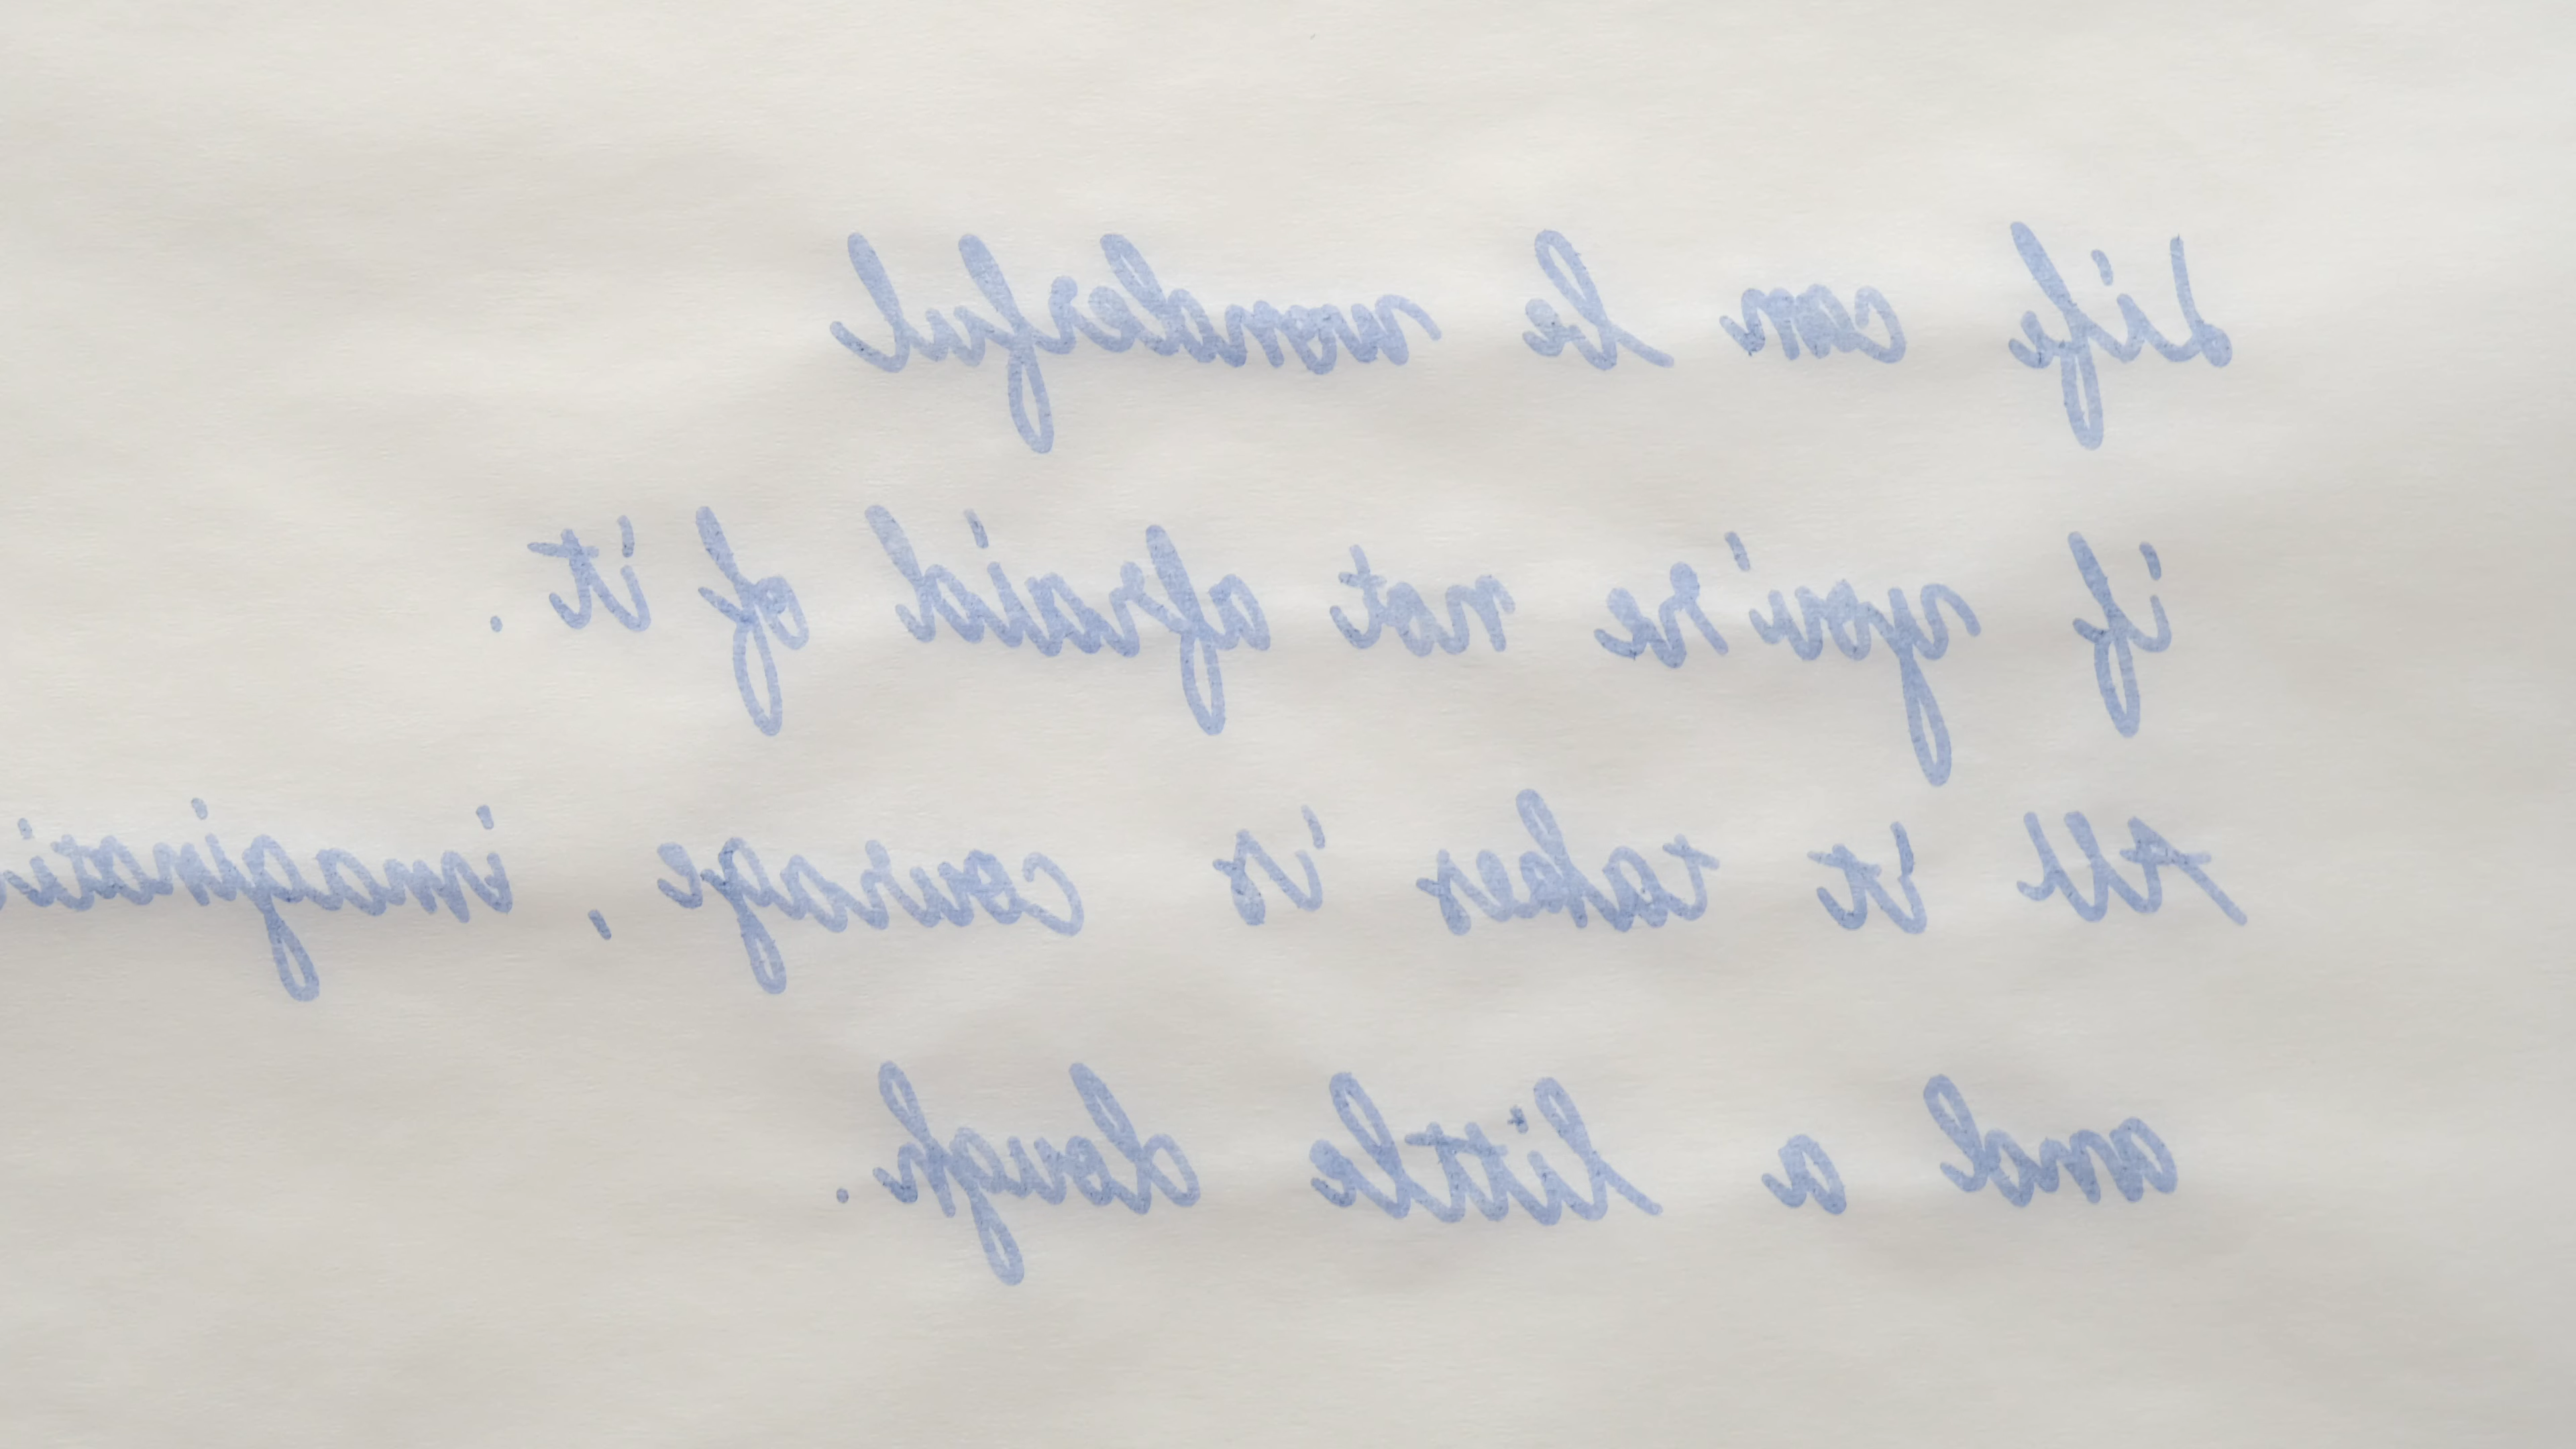 Life can be wonderful
if you're not afraid of it.
All it takes is courage, imaginati
and a little dough.